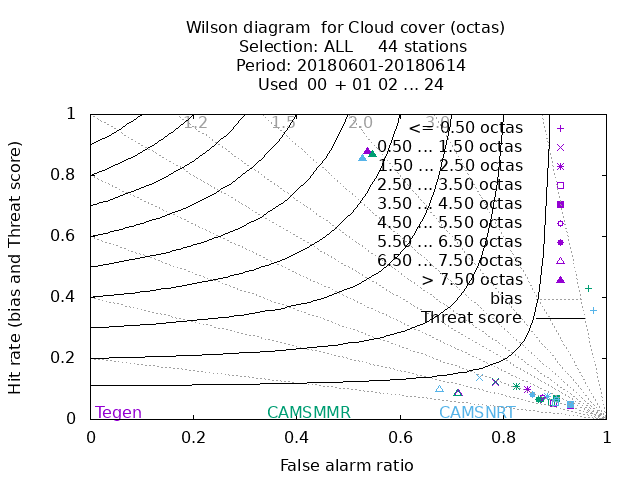 Wilson diagram  for Cloud cover (octas)
Selection: ALL     44 stations
Period: 20180601-20180614
Used  00 + 01 02 ... 24
Hit rate (bias and Threat score)
1
0.8
0.6
0.4
0.2
0
1.2
1.5
2.0
3.0
<= 0.50 octas
0.50 ... 1.50 octas
1.50 ... 2.50 octas
2.50 ... 3.50 octas
3.50 ... 4.50 octas
4.50 ... 5.50 octas
5.50 ... 6.50 octas
6.50 ... 7.50 octas
> 7.50 octas
bias
Threat score
Tegen
CAMSMMR
CAMSNRT
0
0.2
0.4
0.6
0.8
1
False alarm ratio